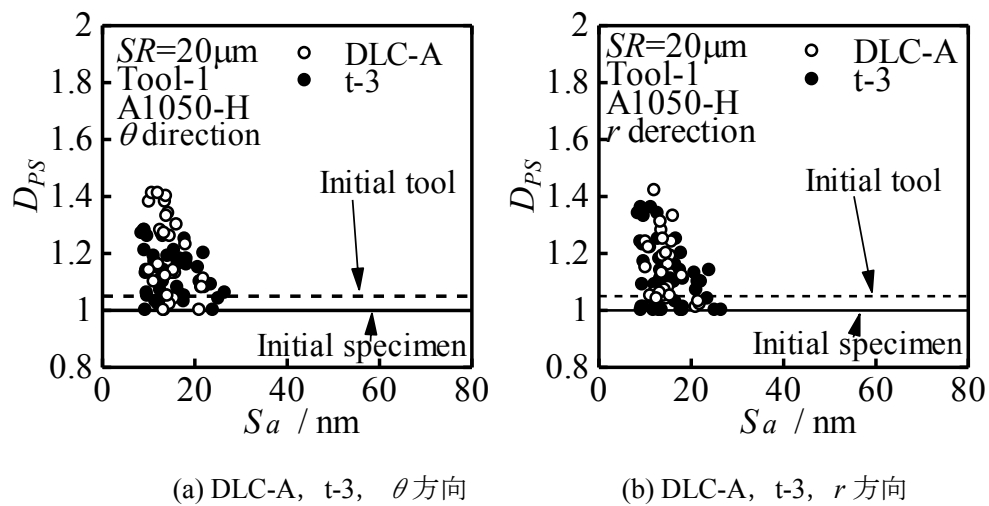 2
1.8
1.6
1.4
1.2
1
0.8
D_PS
SR=20μm
Tool-1
A1050-H
θ direction
DLC-A
t-3
Initial tool
Initial specimen
0 20 40 60 80
Sa / nm
(a) DLC-A, t-3, θ方向
2
1.8
1.6
1.4
1.2
1
0.8
D_PS
SR=20μm
Tool-1
A1050-H
r derection
DLC-A
t-3
Initial tool
Initial specimen
0 20 40 60 80
Sa / nm
(b) DLC-A, t-3, r方向